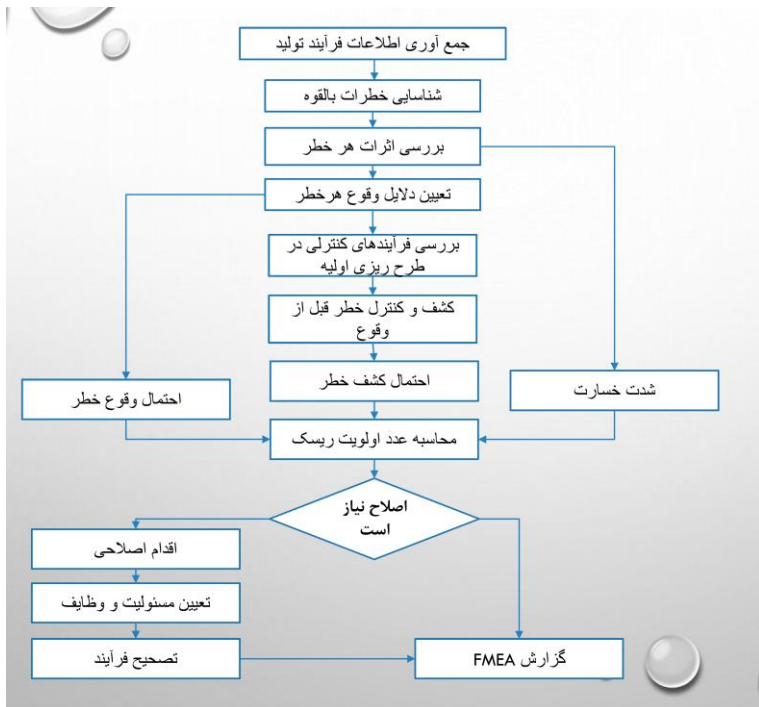 جمع آوری اطلاعات فرآیند تولید
شناسایی خطرات بالقوه
بررسی اثرات هر خطر
تعیین دلایل وقوع هرخطر
بررسی فرآیندهای کنترلی در
طرح ریزی اولیه
کشف و کنترل خطر قبل از
وقوع
احتمال کشف خطر
شدت خسارت
احتمال وقوع خطر
محاسبه عدد اولویت ریسک
اصلاح نیاز
است
اقدام اصلاحی
تعیین مسئولیت و وظایف
تصحیح فرآیند
گزارش FMEA